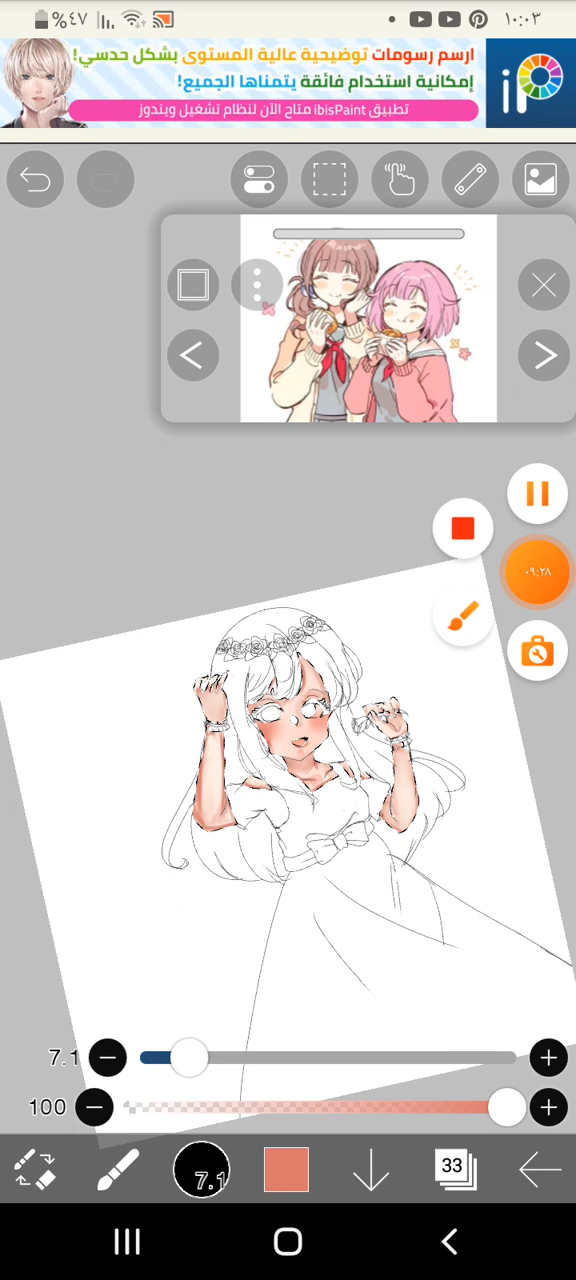 %٤٧ ١٠:٠٣
ارسم رسومات توضيحية عالية المستوى بشكل حدسي!
إمكانية استخدام فائقة يتمناها الجميع!
تطبيق ibisPaint متاح الآن لنظام تشغيل ويندوز
ip
٠٩:٢٨
7.1
100
7.1
33